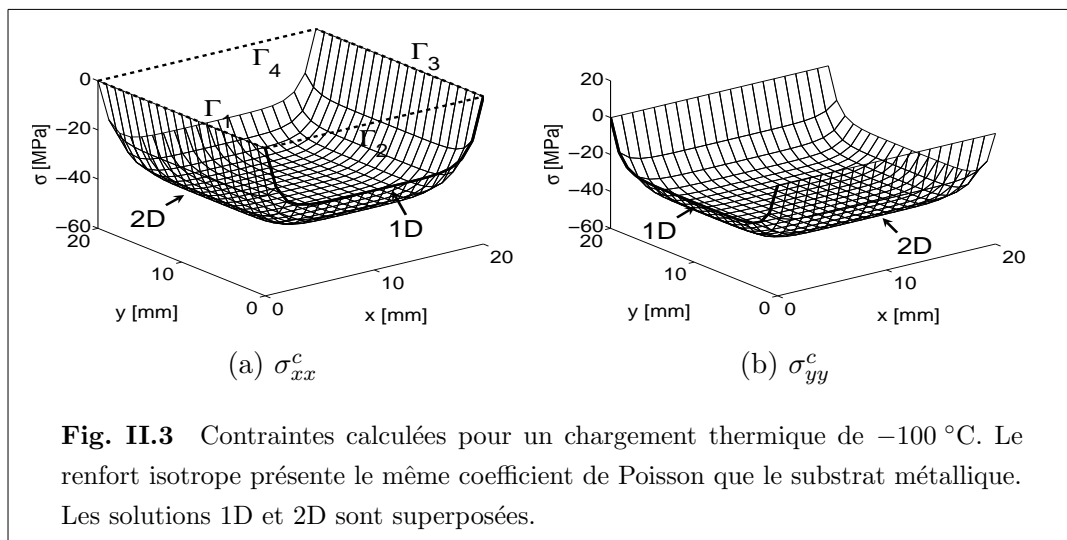 Γ4
Γ3
Γ1
Γ2
0
−20
−40
−60
σ [MPa]
2D
1D
20
10
0
y [mm]
0
10
20
x [mm]
(a) σ^c_xx
20
0
−20
−40
−60
σ [MPa]
1D
2D
20
10
0
y [mm]
0
10
20
x [mm]
(b) σ^c_yy
Fig. II.3 Contraintes calculées pour un chargement thermique de −100 °C. Le
renfort isotrope présente le même coefficient de Poisson que le substrat métallique.
Les solutions 1D et 2D sont superposées.